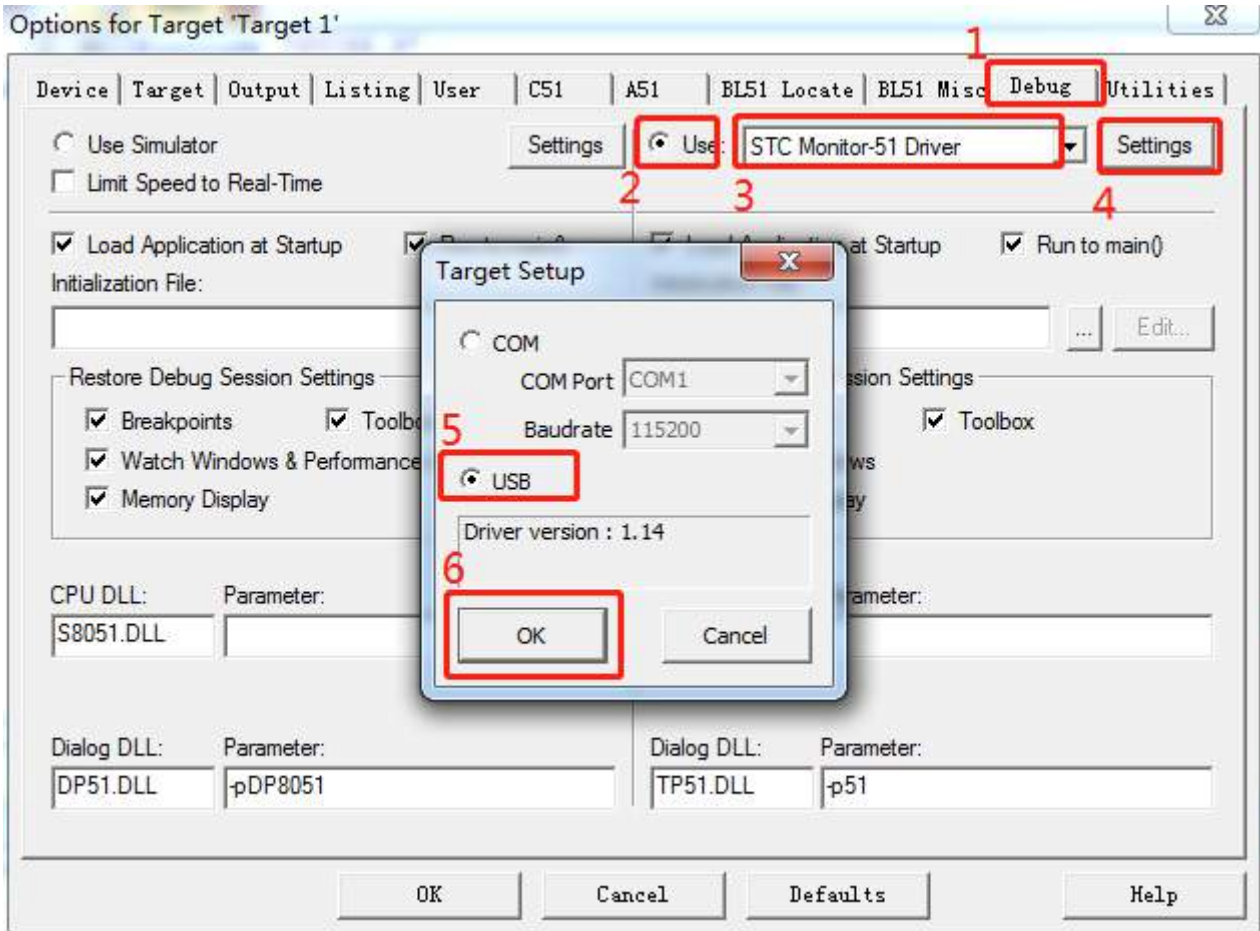 Options for Target 'Target 1'
1
Device Target Output Listing User C51 A51 BL51 Locate BL51 Misc Debug Utilities
Use Simulator Settings Use: STC Monitor-51 Driver Settings
Limit Speed to Real-Time
2 3 4
Load Application at Startup at Startup Run to main()
Initialization File:
... Edit...
Target Setup
COM
COM Port COM1
Baudrate 115200
5
USB
Driver version : 1.14
6
OK Cancel
Restore Debug Session Settings Settings
Breakpoints Toolbox
Watch Windows & Performance
Memory Display
CPU DLL: Parameter:
S8051.DLL
Dialog DLL: Parameter: Dialog DLL: Parameter:
DP51.DLL -pDP8051 TP51.DLL -p51
OK Cancel Defaults Help